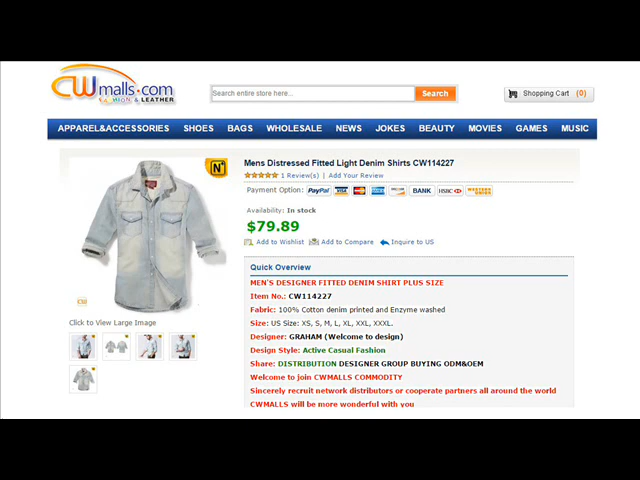 CWmalls.com
FASHION & LEATHER
Search entire store here...
Search
Shopping Cart (0)
APPAREL&ACCESSORIES SHOES BAGS WHOLESALE NEWS JOKES BEAUTY MOVIES GAMES MUSIC
N
Mens Distressed Fitted Light Denim Shirts CW114227
1 Review(s) | Add Your Review
Payment Option: PayPal VISA BANK HSBC WESTERN UNION
Availability: In stock
$79.89
Add to Wishlist Add to Compare Inquire to US
Quick Overview
MEN'S DESIGNER FITTED DENIM SHIRT PLUS SIZE
Item No.: CW114227
Fabric: 100% Cotton denim printed and Enzyme washed
Size: US Size: XS, S, M, L, XL, XXL, XXXL.
Designer: GRAHAM (Welcome to design)
Design Style: Active Casual Fashion
Share: DISTRIBUTION DESIGNER GROUP BUYING ODM&OEM
Welcome to join CWMALLS COMMODITY
Sincerely recruit network distributors or cooperate partners all around the world
CWMALLS will be more wonderful with you
CW
Click to View Large Image